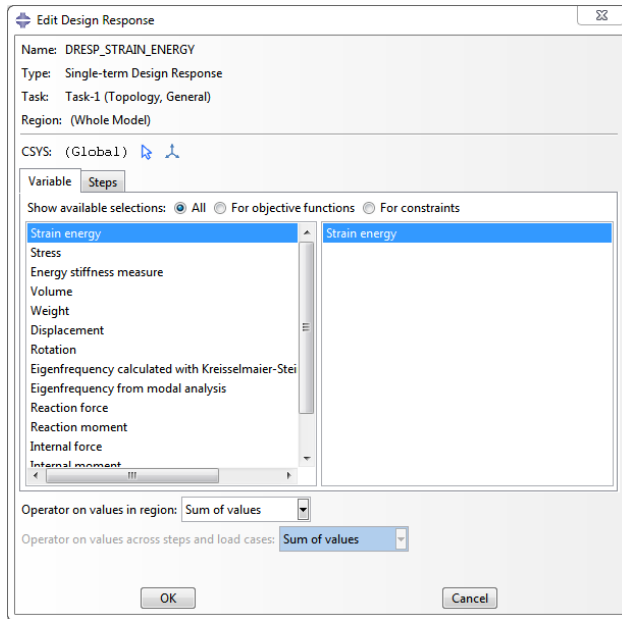 Edit Design Response
Name: DRESP_STRAIN_ENERGY
Type: Single-term Design Response
Task: Task-1 (Topology, General)
Region: (Whole Model)
CSYS: (Global)
Variable Steps
Show available selections: All For objective functions For constraints
Strain energy
Stress
Energy stiffness measure
Volume
Weight
Displacement
Rotation
Eigenfrequency calculated with Kreisselmaier-Stei
Eigenfrequency from modal analysis
Reaction force
Reaction moment
Internal force
Internal moment
Strain energy
Operator on values in region: Sum of values
Operator on values across steps and load cases: Sum of values
OK Cancel